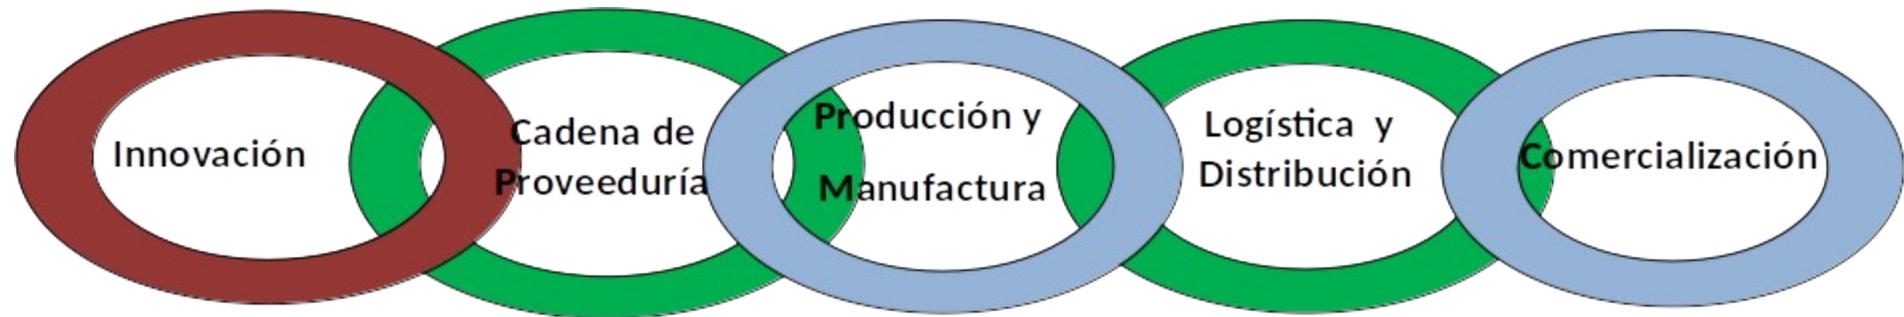 Innovación
Cadena de
Proveeduría
Producción y
Manufactura
Logística y
Distribución
Comercialización